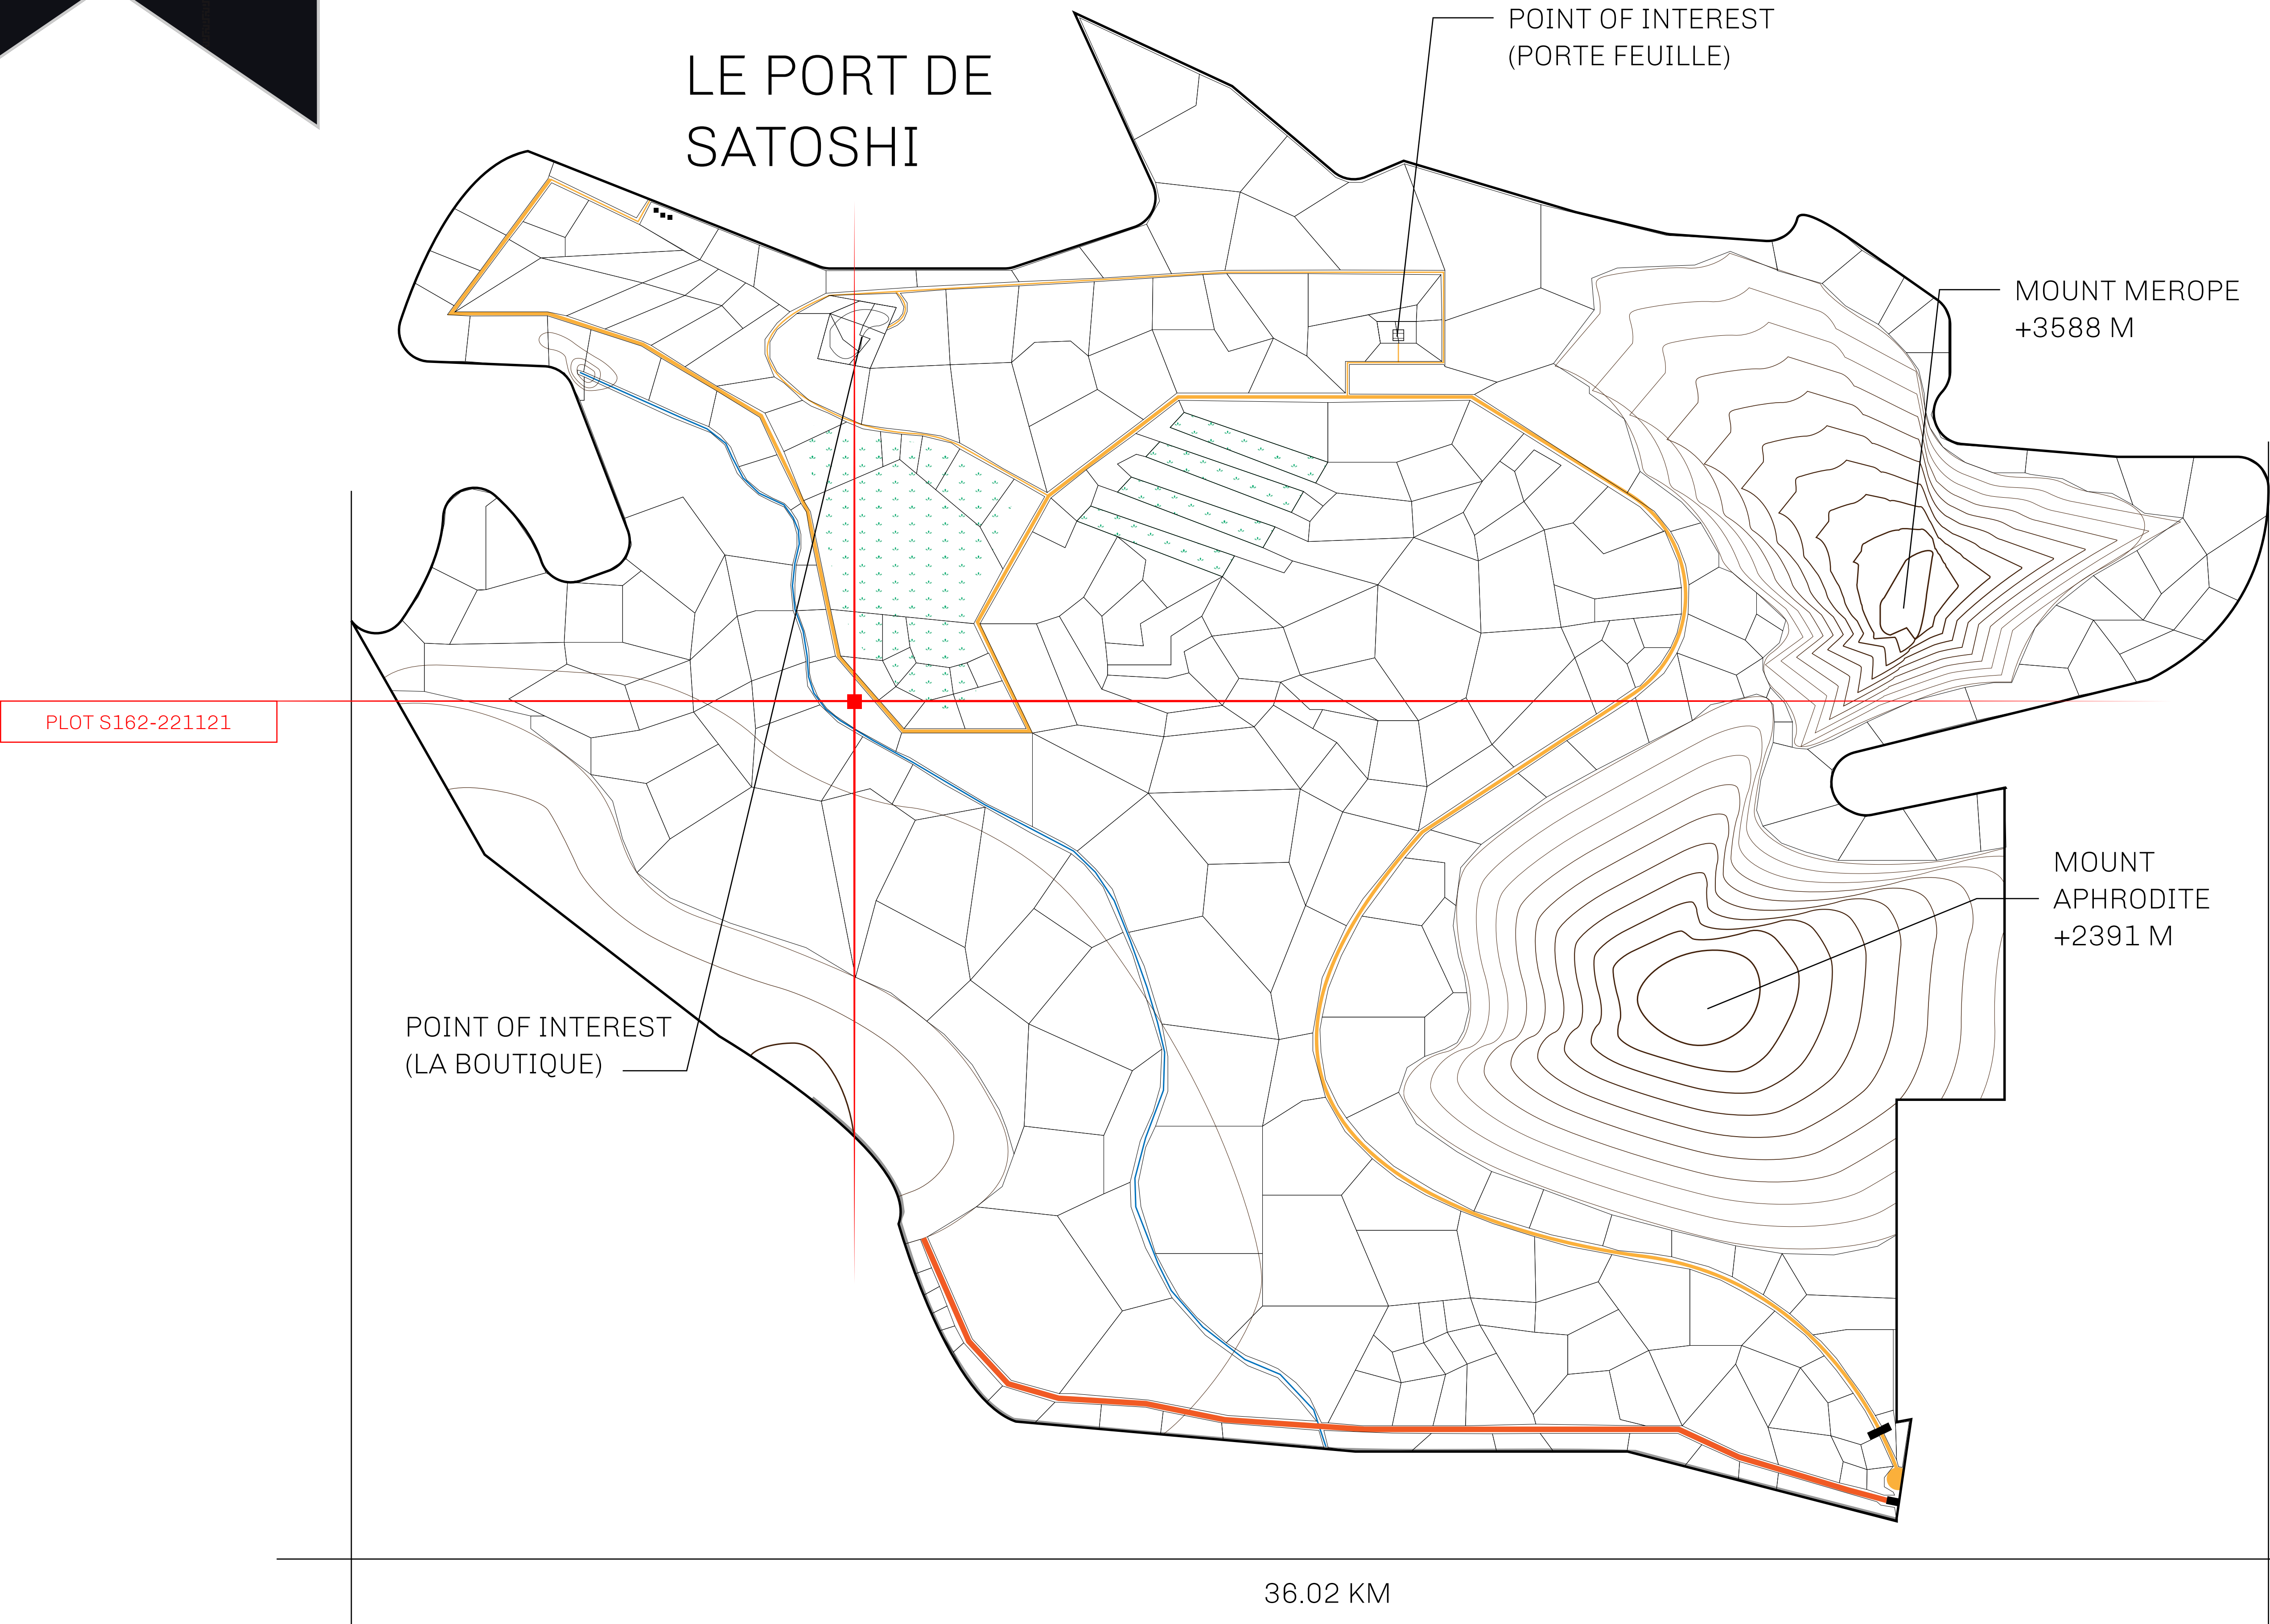 POINT OF INTEREST
(PORTE FEUILLE)
LE PORT DE
SATOSHI
MOUNT MEROPE
+3588 M
PLOT S162-221121
MOUNT
APHRODITE
+2391 M
POINT OF INTEREST
(LA BOUTIQUE)
36.02 KM